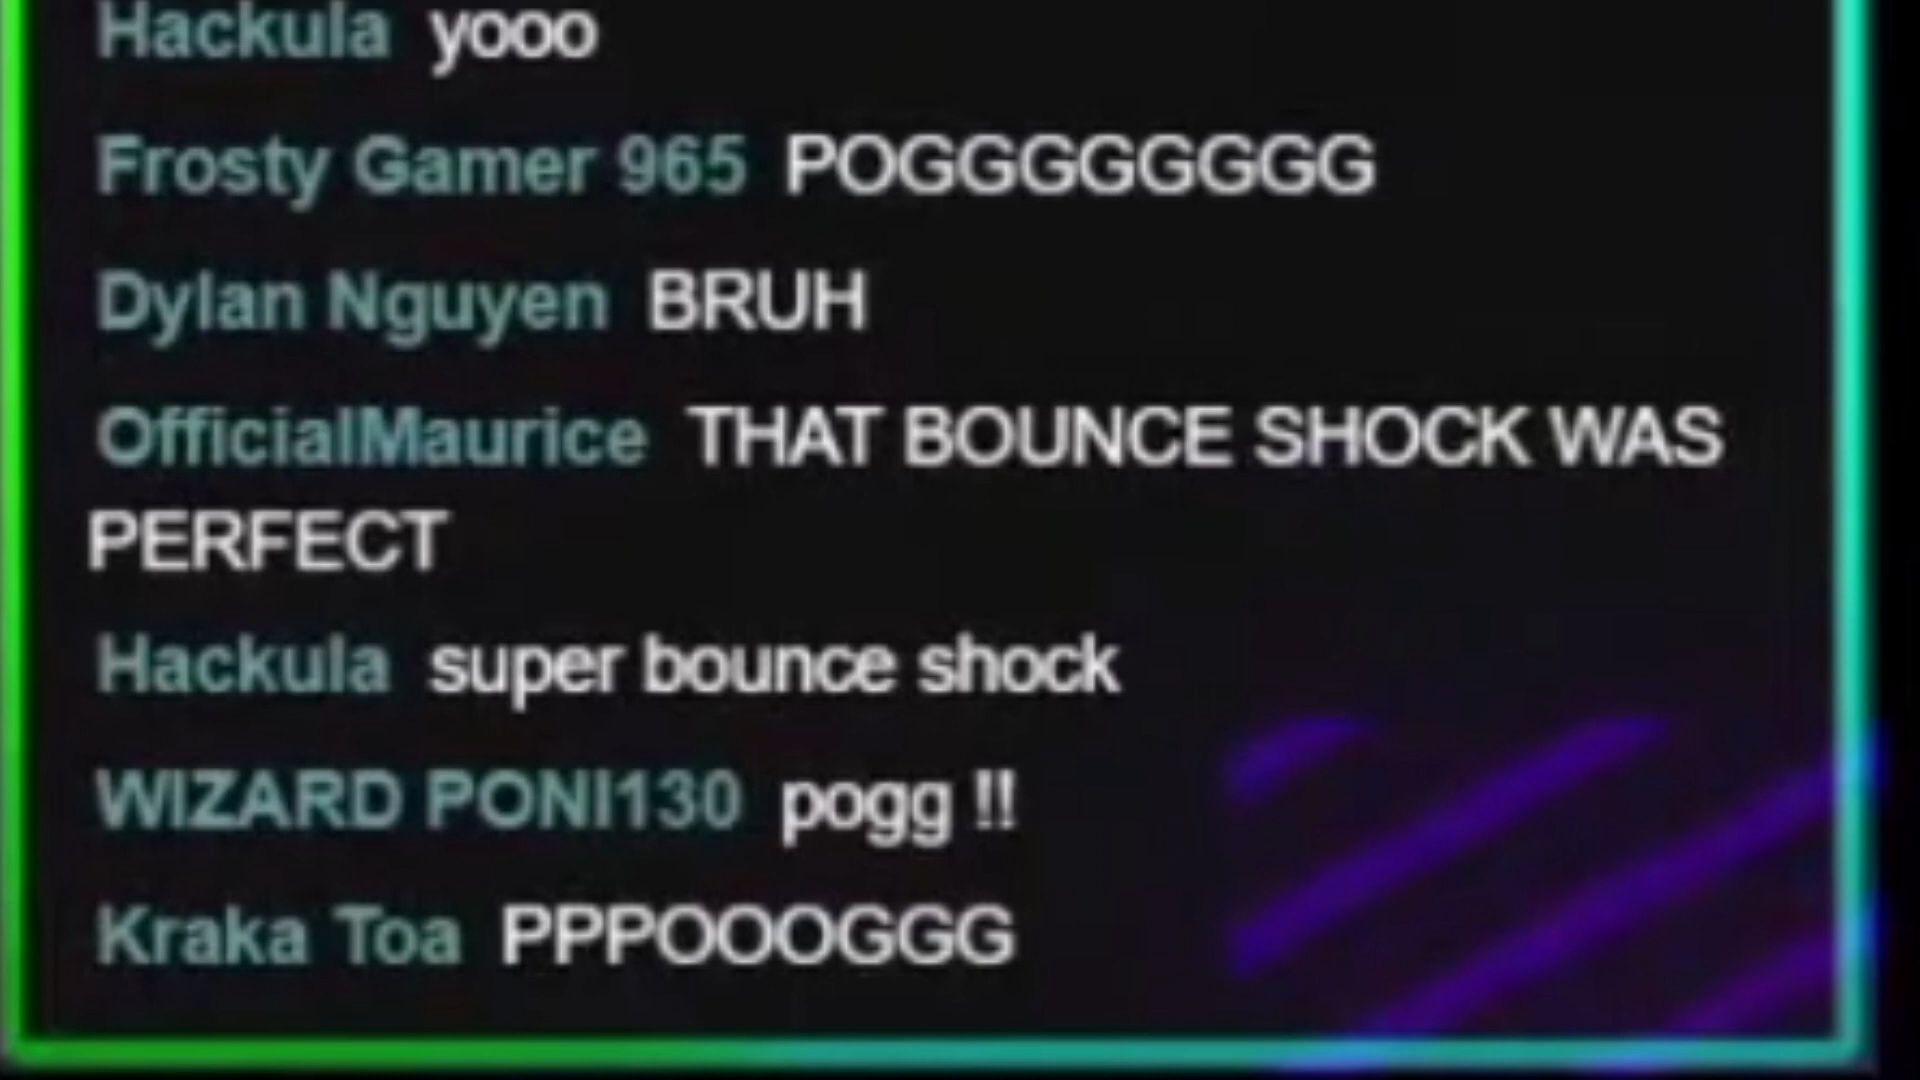 Hackula yooo
Frosty Gamer 965 POGGGGGGGGG
Dylan Nguyen BRUH
OfficialMaurice THAT BOUNCE SHOCK WAS
PERFECT
Hackula super bounce shock
WIZARD PONI130 pogg !!
Kraka Toa PPPOOOGGG